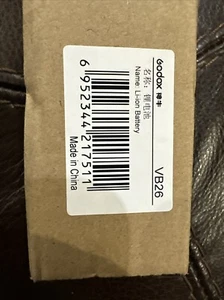 Godox 神牛
VB26
名称：锂电池
Name: Li-ion Battery
6 952344 217511
Made in China